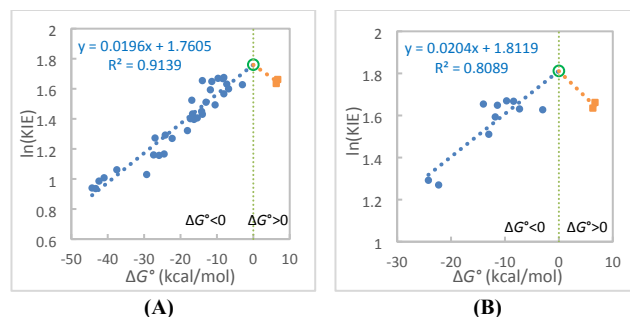 y = 0.0196x + 1.7605
R² = 0.9139
ln(KIE)
2
1.8
1.6
1.4
1.2
1
0.8
0.6
ΔG°<0
ΔG°>0
-50 -40 -30 -20 -10 0 10
ΔG° (kcal/mol)
(A)
y = 0.0204x + 1.8119
R² = 0.8089
ln(KIE)
2
1.8
1.6
1.4
1.2
1
ΔG°<0
ΔG°>0
-30 -20 -10 0 10
ΔG° (kcal/mol)
(B)